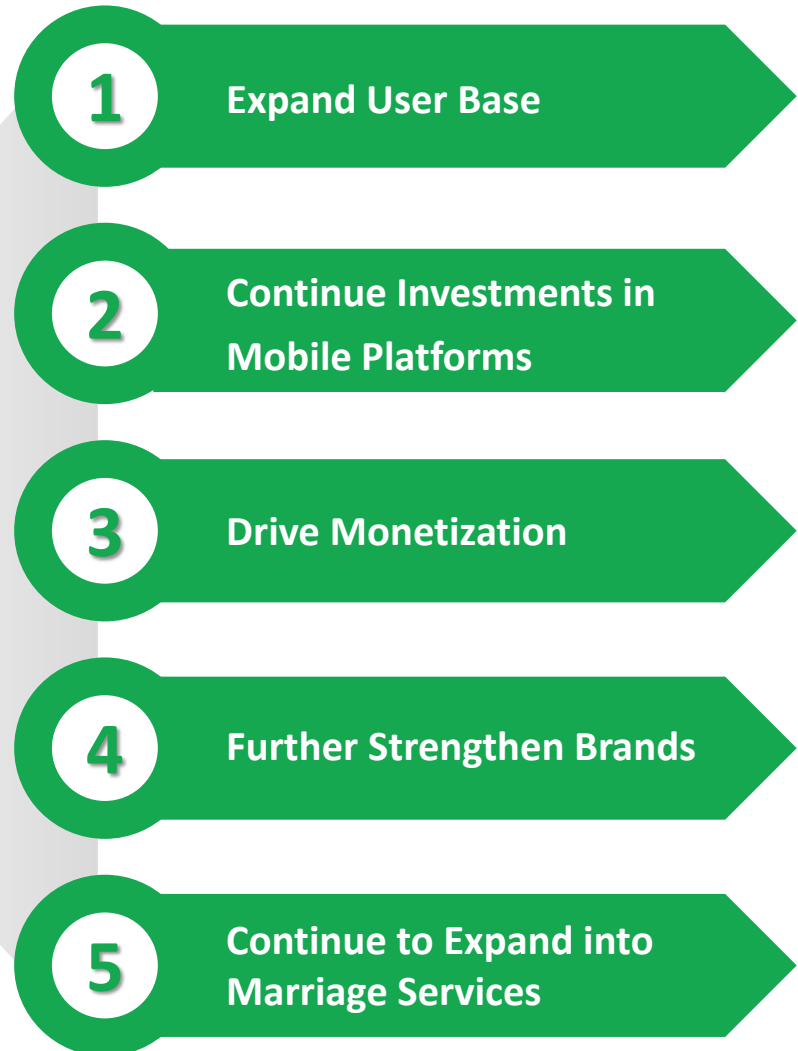 1
Expand User Base
2
Continue Investments in
Mobile Platforms
3
Drive Monetization
4
Further Strengthen Brands
5
Continue to Expand into
Marriage Services